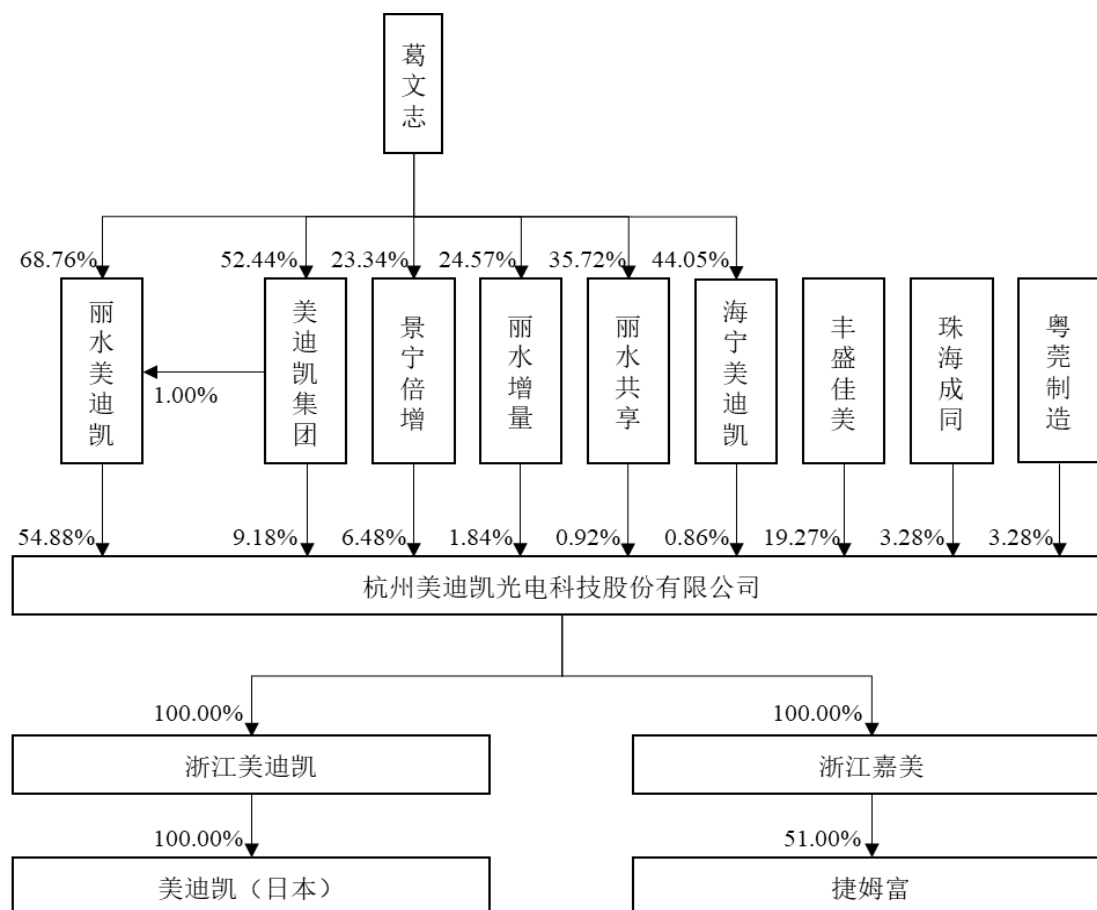 葛文志
68.76%
52.44%
23.34%
24.57%
35.72%
44.05%
丽水美迪凯
美迪凯集团
景宁倍增
丽水增量
丽水共享
海宁美迪凯
丰盛佳美
珠海成同
粤莞制造
1.00%
54.88%
9.18%
6.48%
1.84%
0.92%
0.86%
19.27%
3.28%
3.28%
杭州美迪凯光电科技股份有限公司
100.00%
100.00%
浙江美迪凯
浙江嘉美
100.00%
51.00%
美迪凯（日本）
捷姆富